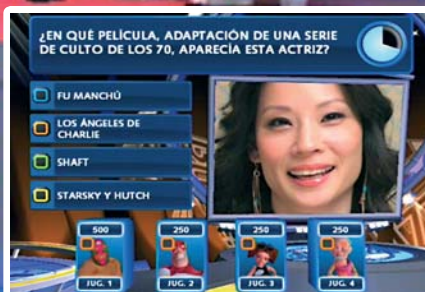 ¿EN QUÉ PELÍCULA, ADAPTACIÓN DE UNA SERIE
DE CULTO DE LOS 70, APARECÍA ESTA ACTRIZ?
FU MANCHÚ
LOS ÁNGELES DE
CHARLIE
SHAFT
STARSKY Y HUTCH
500
250
250
250
JUG. 1
JUG. 2
JUG. 3
JUG. 4